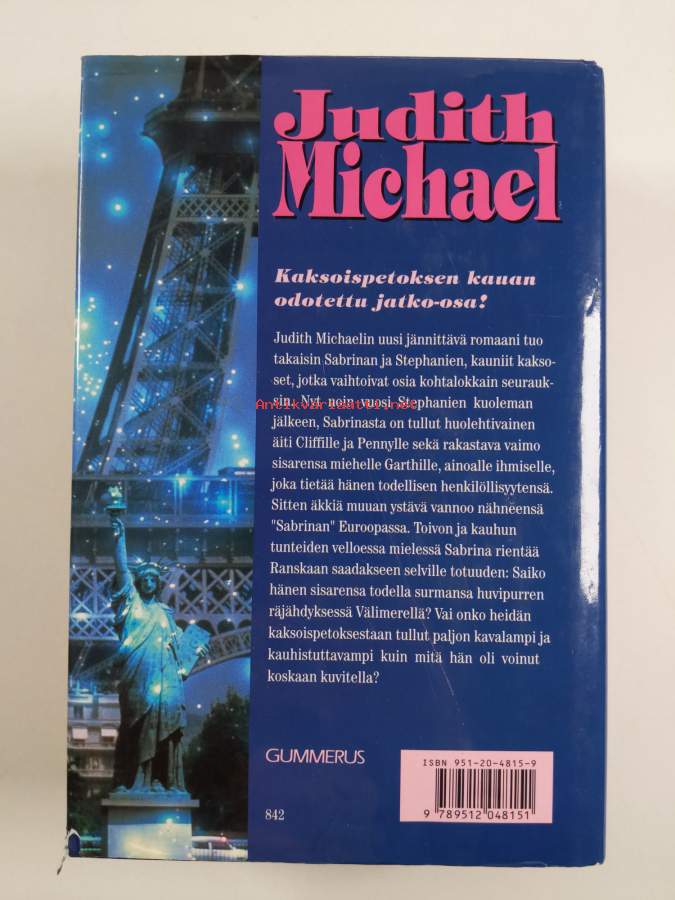 Judith
Michael
Kaksoispetoksen kauan
odotettu jatko-osa!
Judith Michaelin uusi jännittävä romaani tuo
takaisin Sabrinan ja Stephanien, kauniit kakso-
set, jotka vaihtoivat osia kohtalokkain seurauk-
sin. Nyt noin vuosi Stephanien kuoleman
Antikvariaatti.net
jälkeen, Sabrinasta on tullut huolehtivainen
äiti Cliffille ja Pennylle sekä rakastava vaimo
sisarensa miehelle Garthille, ainoalle ihmiselle,
joka tietää hänen todellisen henkilöllisyytensä.
Sitten äkkiä muuan ystävä vannoo nähneensä
"Sabrinan" Euroopassa. Toivon ja kauhun
tunteiden velloessa mielessä Sabrina rientää
Ranskaan saadakseen selville totuuden: Saiko
hänen sisarensa todella surmansa huvipurren
räjähdyksessä Välimerellä? Vai onko heidän
kaksoispetoksestaan tullut paljon kavalampi ja
kauhistuttavampi kuin mitä hän oli voinut
koskaan kuvitella?
GUMMERUS
842
ISBN 951-20-4815-9
9 789512 048151